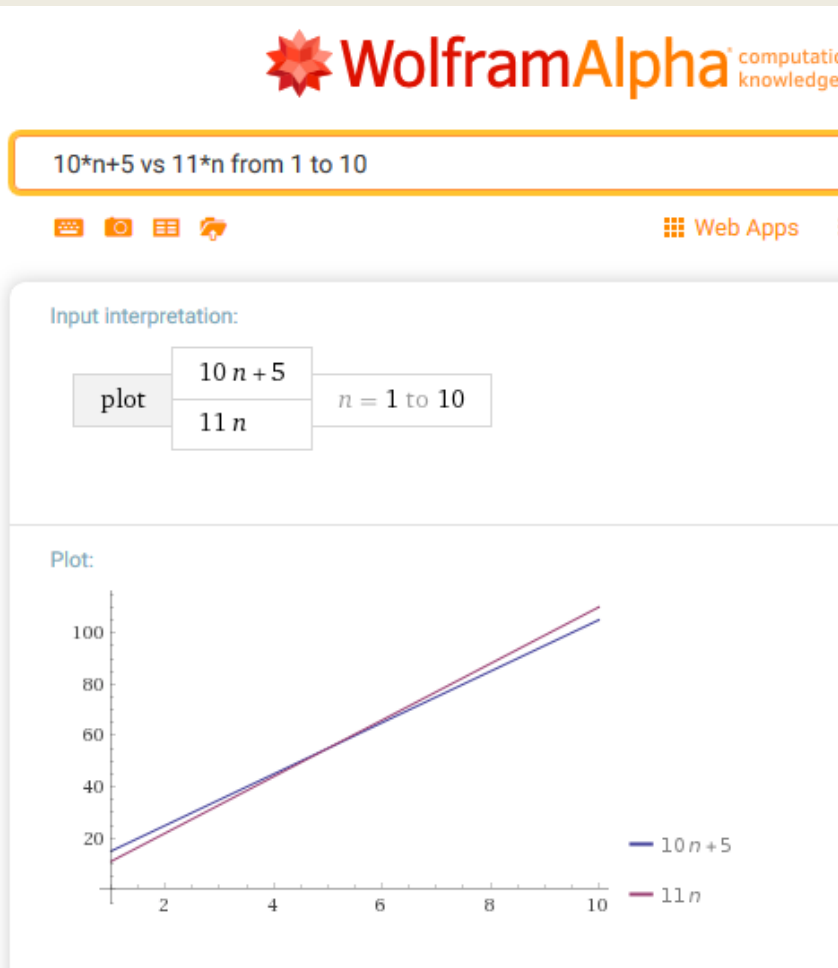 WolframAlpha computatio
knowledge
10*n+5 vs 11*n from 1 to 10
Web Apps
Input interpretation:
plot
10 n + 5
11 n
n = 1 to 10
Plot:
100
80
60
40
20
2 4 6 8 10
10 n+5
11 n